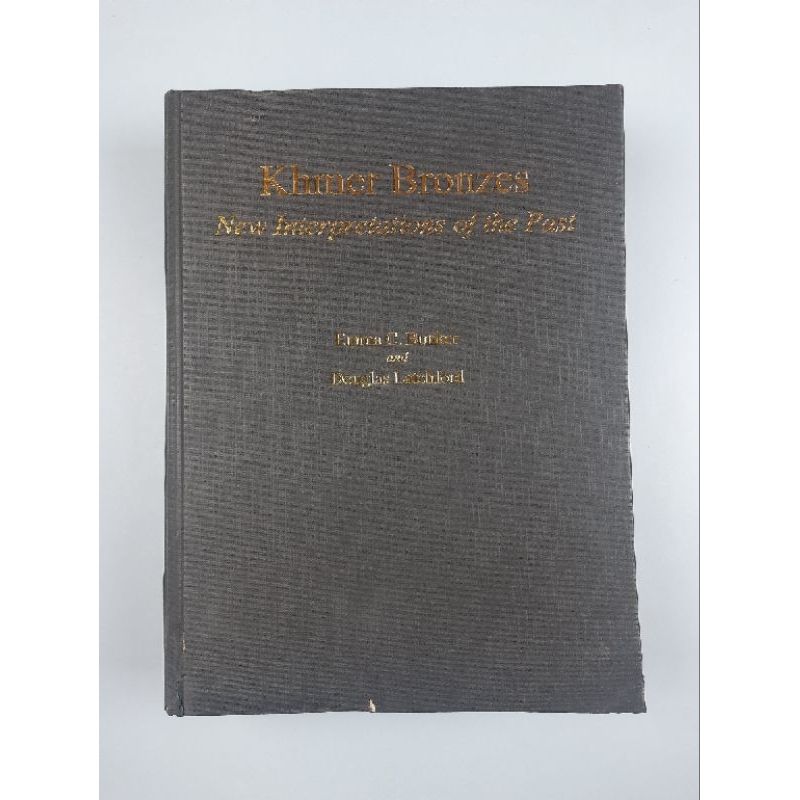 Khmer Bronzes
New Interpretations of the Past
Emma C. Bunker
and
Douglas Latchford